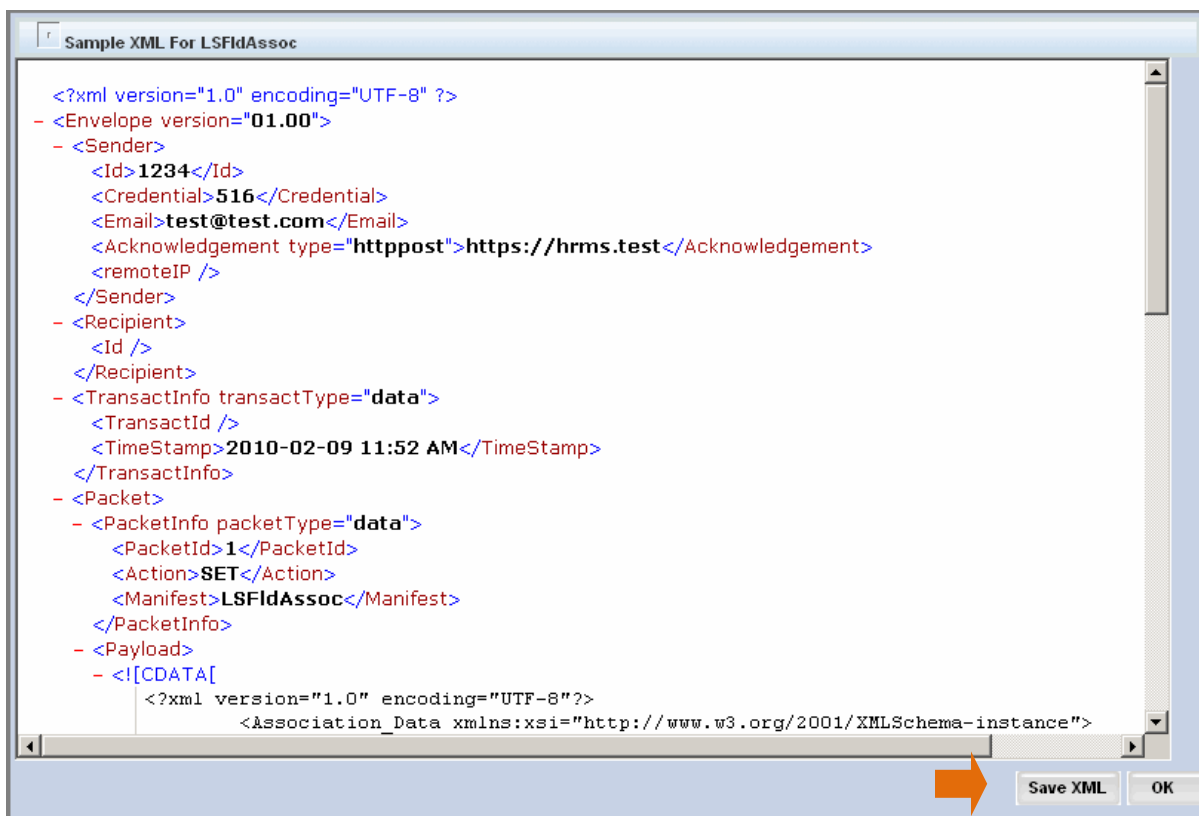 Sample XML For LSFldAssoc
<?xml version="1.0" encoding="UTF-8" ?>
- <Envelope version="01.00">
- <Sender>
<Id>1234</Id>
<Credential>516</Credential>
<Email>test@test.com</Email>
<Acknowledgement type="httppost">https://hrms.test</Acknowledgement>
<remoteIP />
</Sender>
- <Recipient>
<Id />
</Recipient>
- <TransactInfo transactType="data">
<TransactId />
<TimeStamp>2010-02-09 11:52 AM</TimeStamp>
</TransactInfo>
- <Packet>
- <PacketInfo packetType="data">
<PacketId>1</PacketId>
<Action>SET</Action>
<Manifest>LSFldAssoc</Manifest>
</PacketInfo>
- <Payload>
- <![CDATA[
<?xml version="1.0" encoding="UTF-8"?>
<Association_Data xmlns:xsi="http://www.w3.org/2001/XMLSchema-instance">
Save XML OK